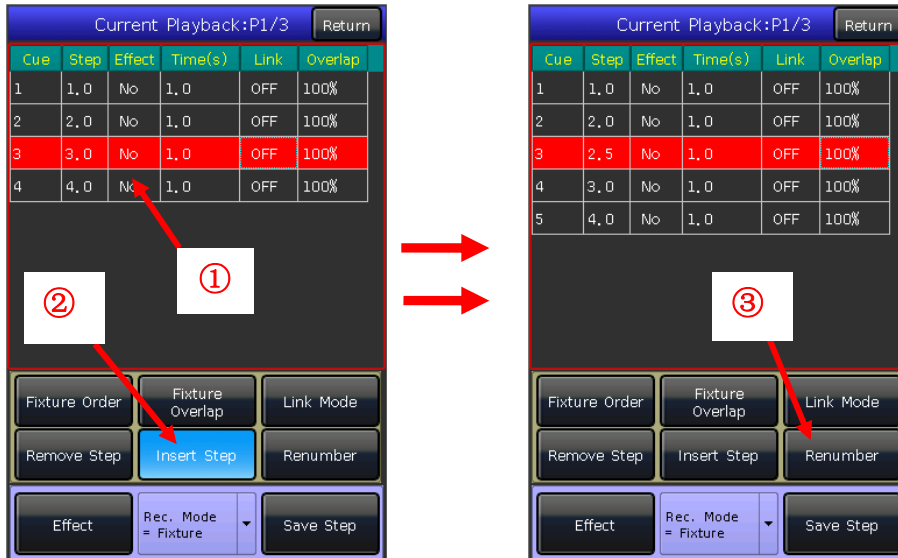 Current Playback:P1/3 Return
Cue Step Effect Time(s) Link Overlap
1 1.0 No 1.0 OFF 100%
2 2.0 No 1.0 OFF 100%
3 3.0 No 1.0 OFF 100%
4 4.0 No 1.0 OFF 100%
①
②
Fixture Order
Fixture
Overlap
Link Mode
Remove Step Insert Step Renumber
Effect
Rec. Mode
= Fixture
Save Step
Current Playback:P1/3 Return
Cue Step Effect Time(s) Link Overlap
1 1.0 No 1.0 OFF 100%
2 2.0 No 1.0 OFF 100%
3 2.5 No 1.0 OFF 100%
4 3.0 No 1.0 OFF 100%
5 4.0 No 1.0 OFF 100%
③
Fixture Order
Fixture
Overlap
Link Mode
Remove Step Insert Step Renumber
Effect
Rec. Mode
= Fixture
Save Step